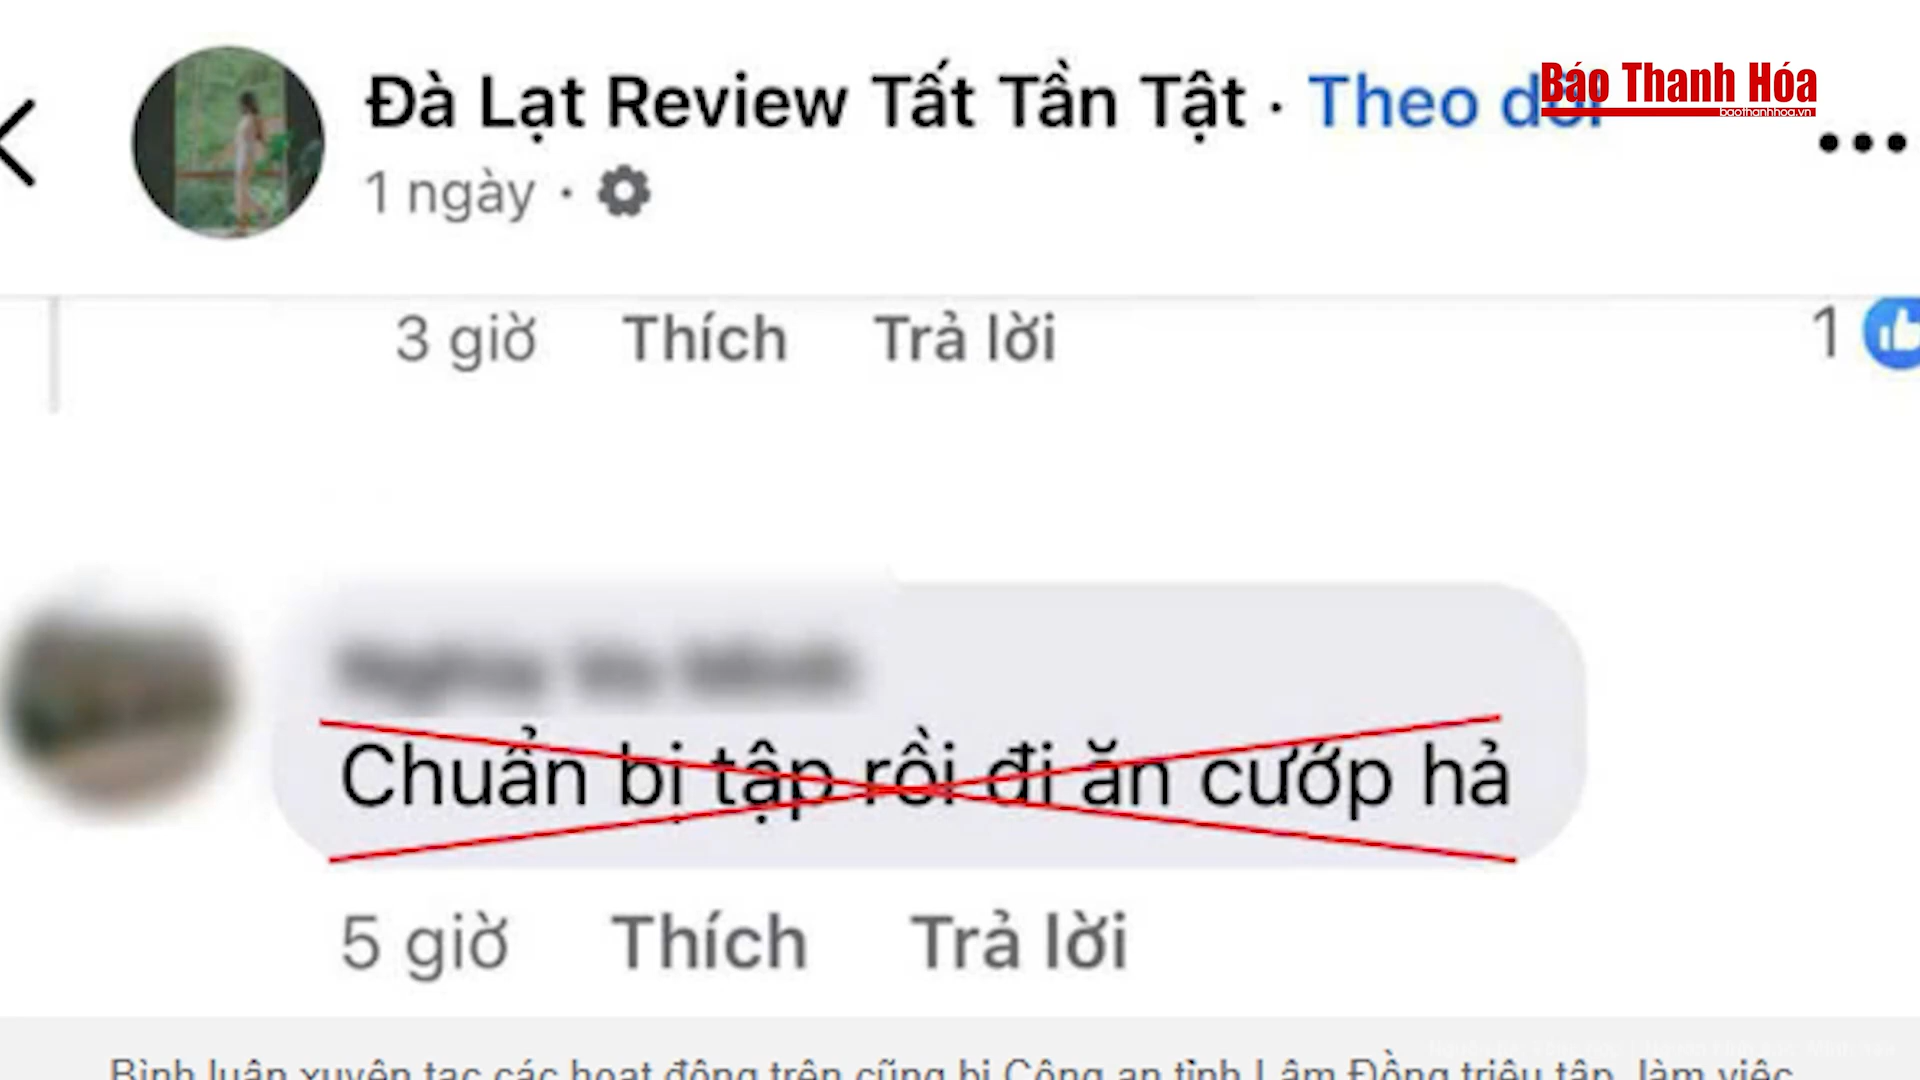 Đà Lạt Review Tất Tần Tật · Theo dõi
Báo Thanh Hóa
baothanhhoa.vn
1 ngày ·
3 giờ Thích Trả lời 1
Chuẩn bị tập rồi đi ăn cướp hả
5 giờ Thích Trả lời
Bình luận xuyên tạc các hoạt động trên cũng bị Công an tỉnh Lâm Đồng triệu tập, làm việc